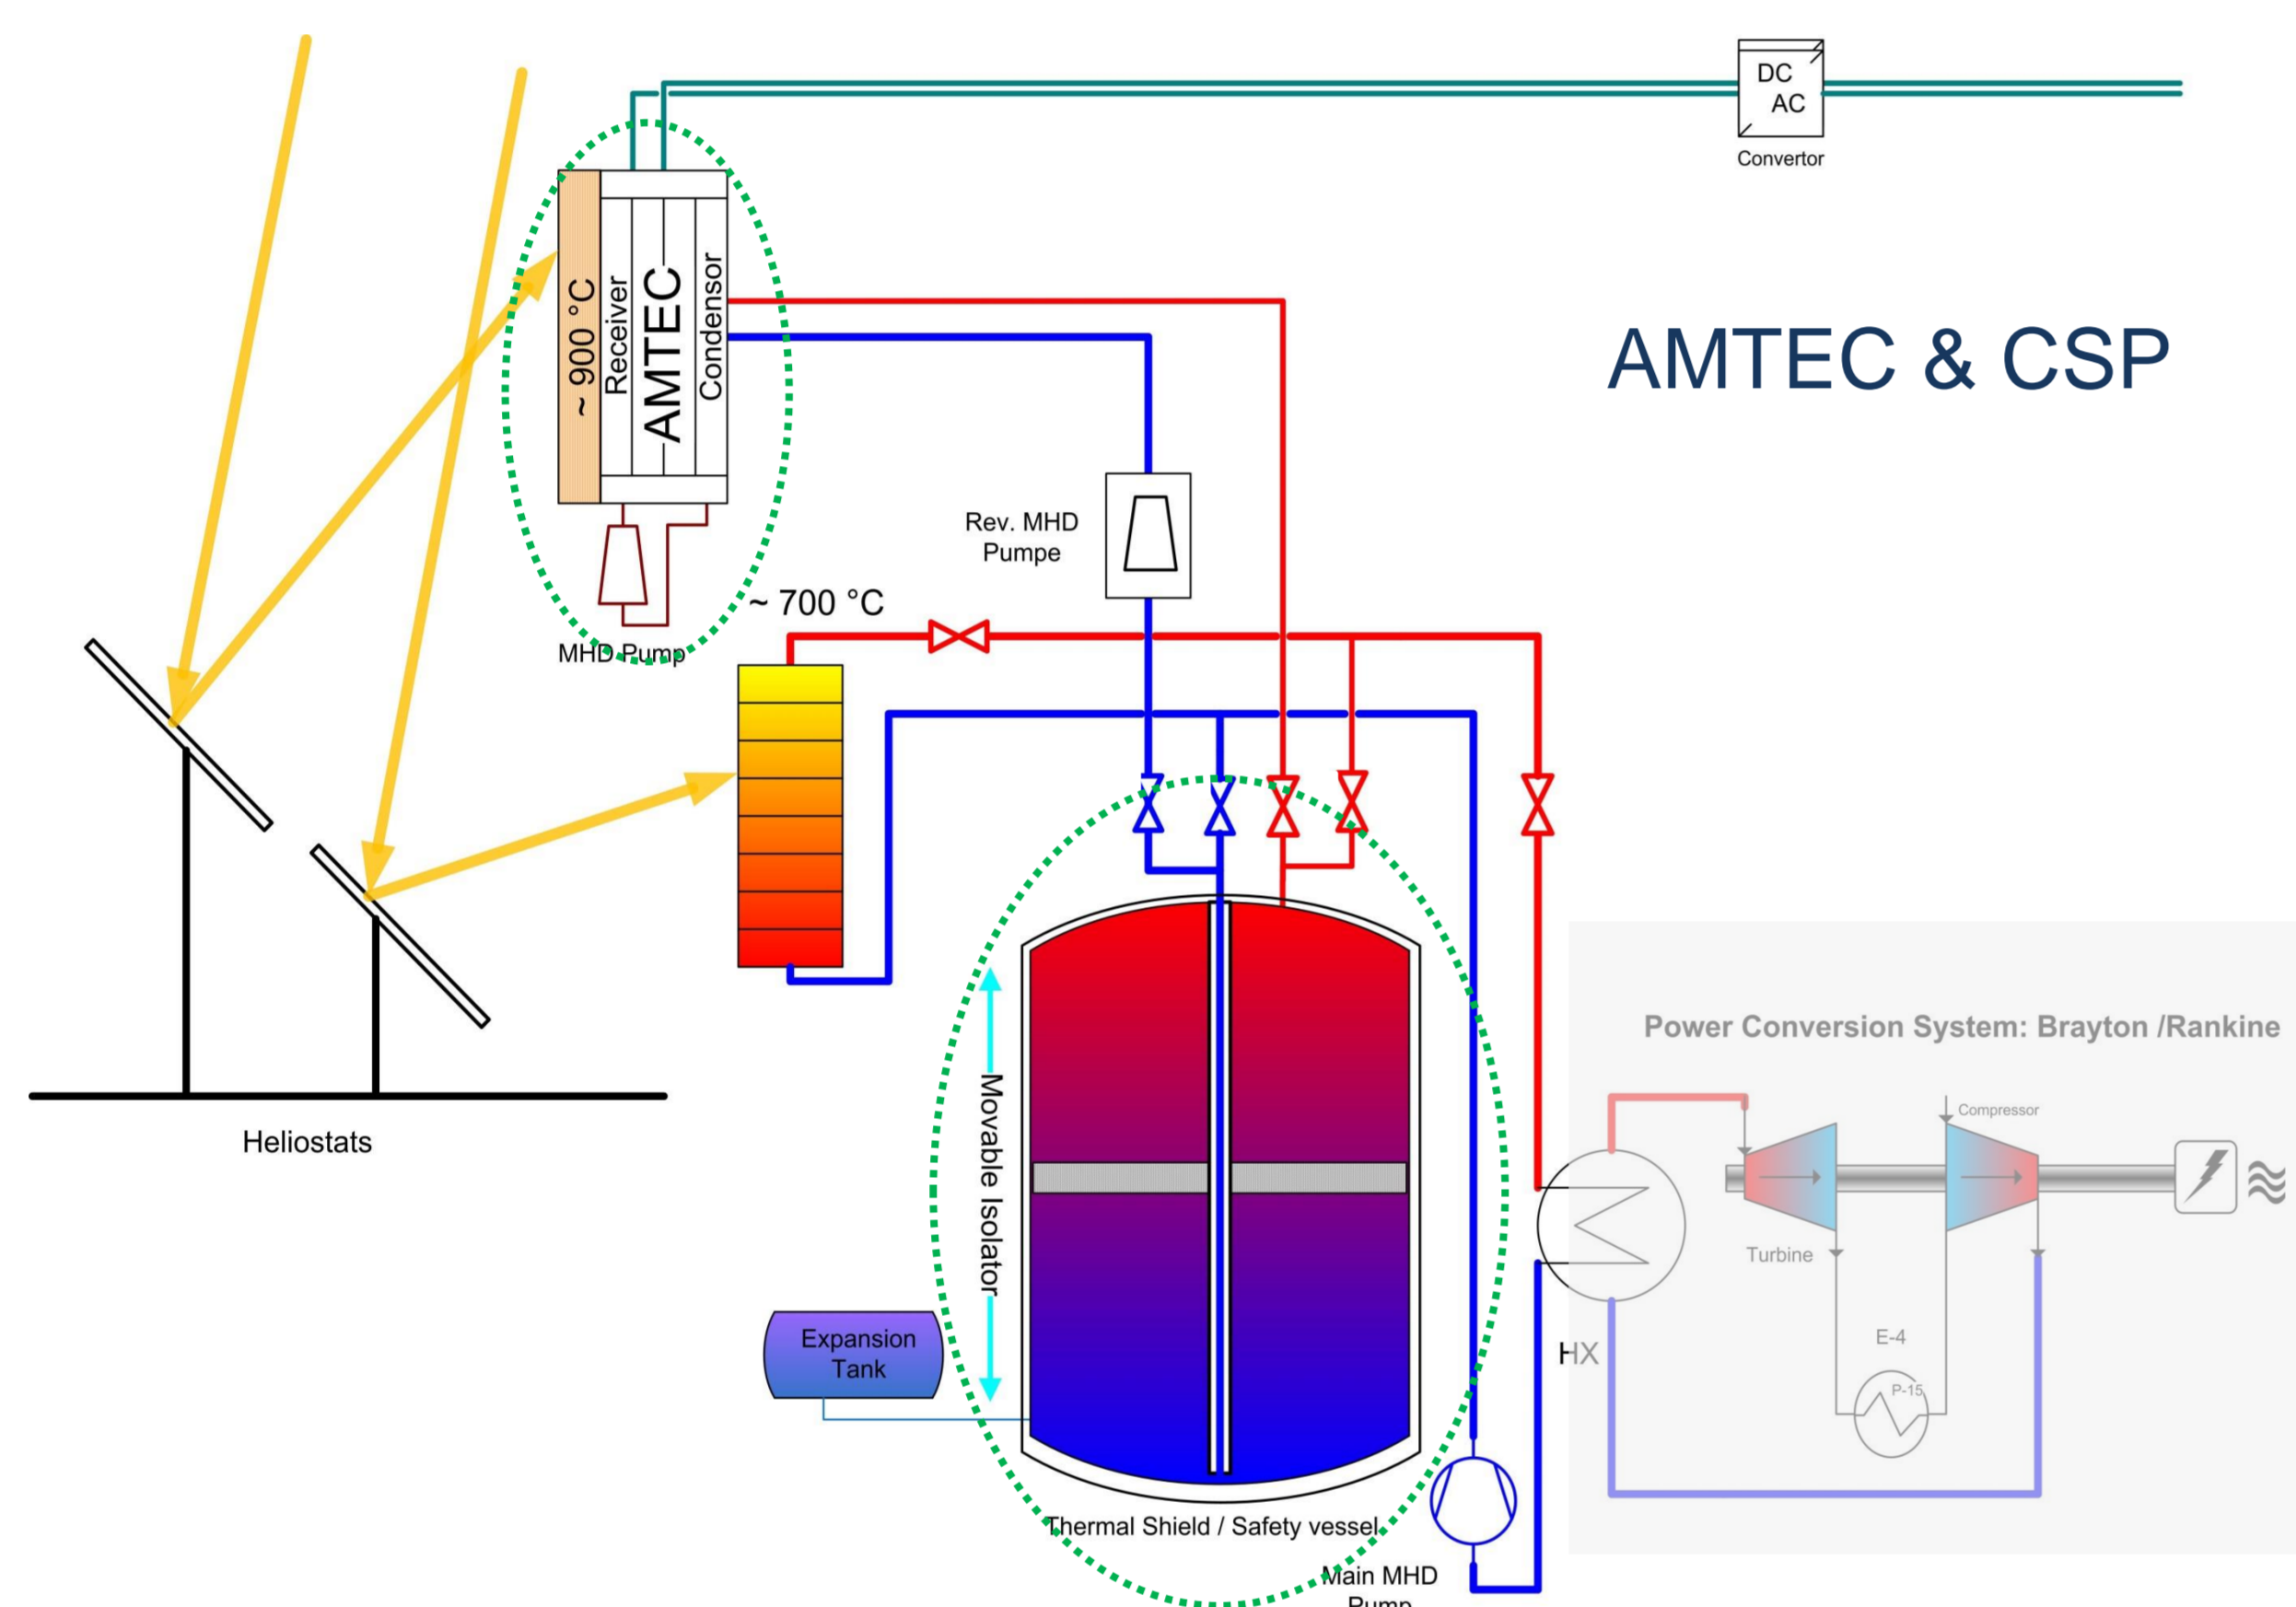 DC
AC
Convertor
AMTEC & CSP
~ 900 °C
Receiver
AMTEC
Condensor
Rev. MHD
Pumpe
~ 700 °C
MHD Pump
Heliostats
Movable Isolator
Expansion
Tank
Thermal Shield / Safety vessel
Main MHD
Pump
Power Conversion System: Brayton /Rankine
Compressor
Turbine
HX
E-4
P-15